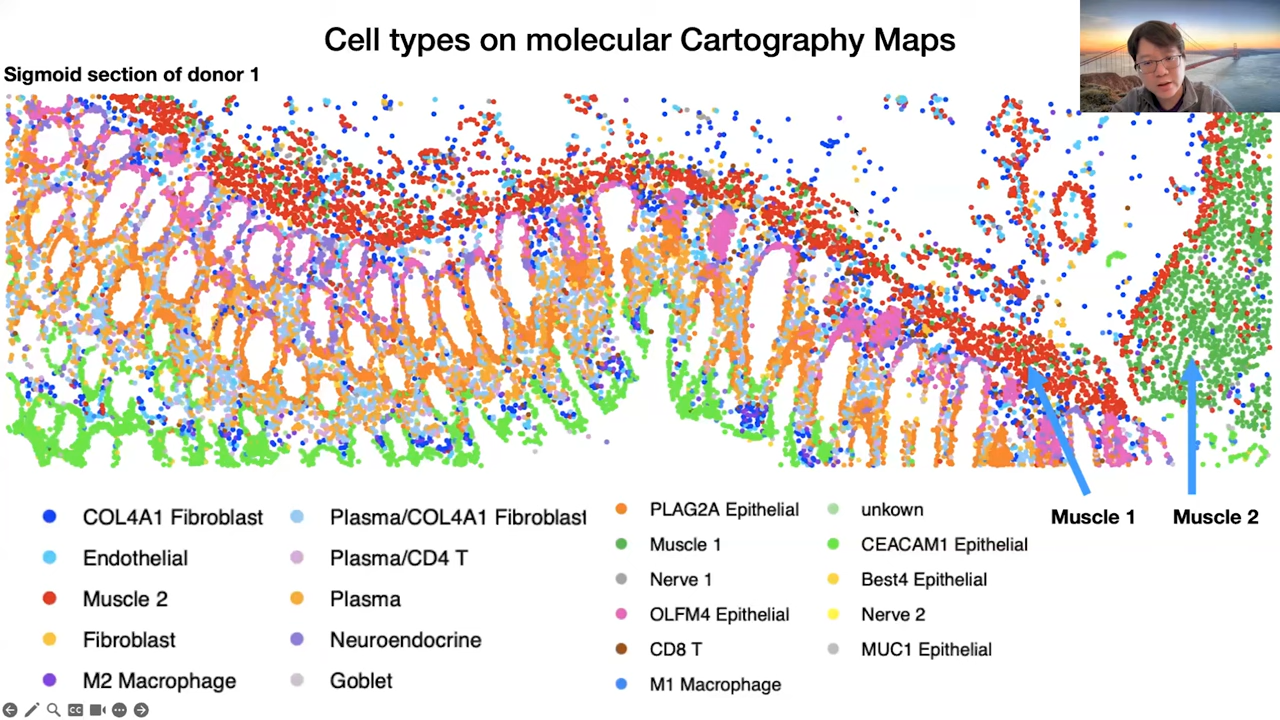 Cell types on molecular Cartography Maps
Sigmoid section of donor 1
Muscle 1
Muscle 2
COL4A1 Fibroblast
Endothelial
Muscle 2
Fibroblast
M2 Macrophage
Plasma/COL4A1 Fibroblast
Plasma/CD4 T
Plasma
Neuroendocrine
Goblet
PLAG2A Epithelial
Muscle 1
Nerve 1
OLFM4 Epithelial
CD8 T
M1 Macrophage
unkown
CEACAM1 Epithelial
Best4 Epithelial
Nerve 2
MUC1 Epithelial
CC